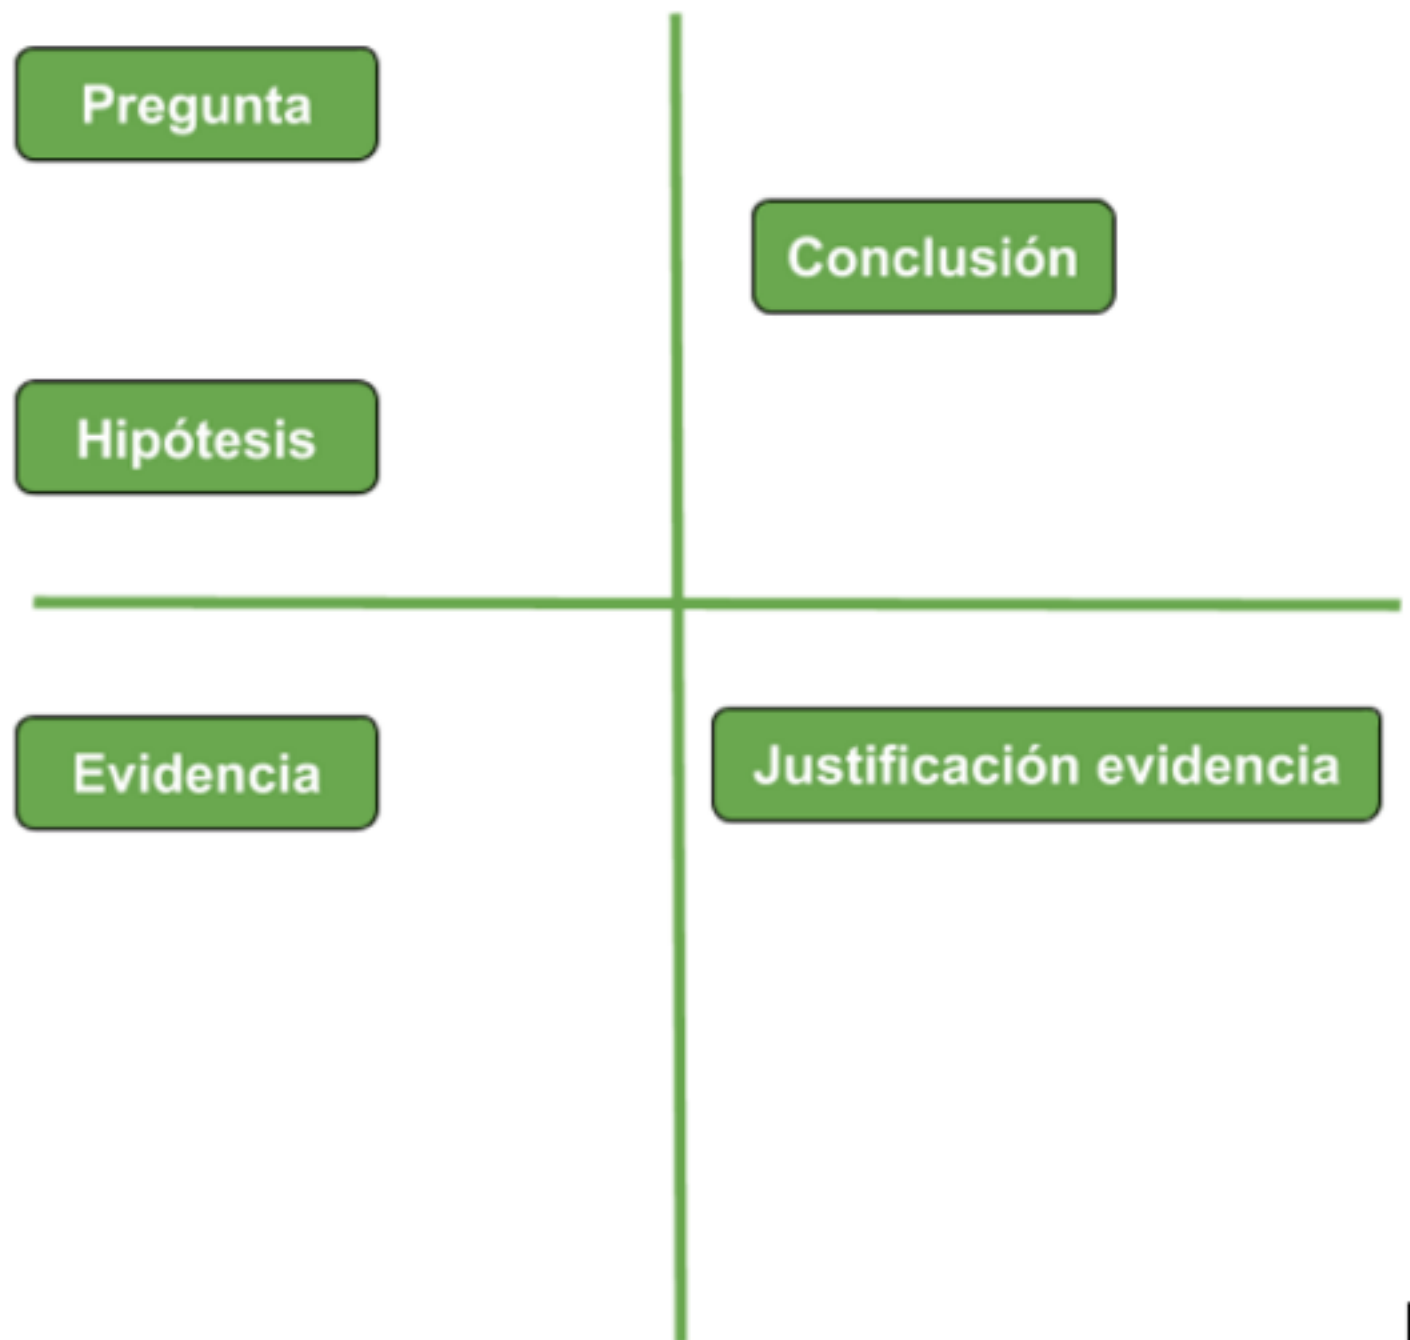 Pregunta
Conclusión
Hipótesis
Evidencia
Justificación evidencia